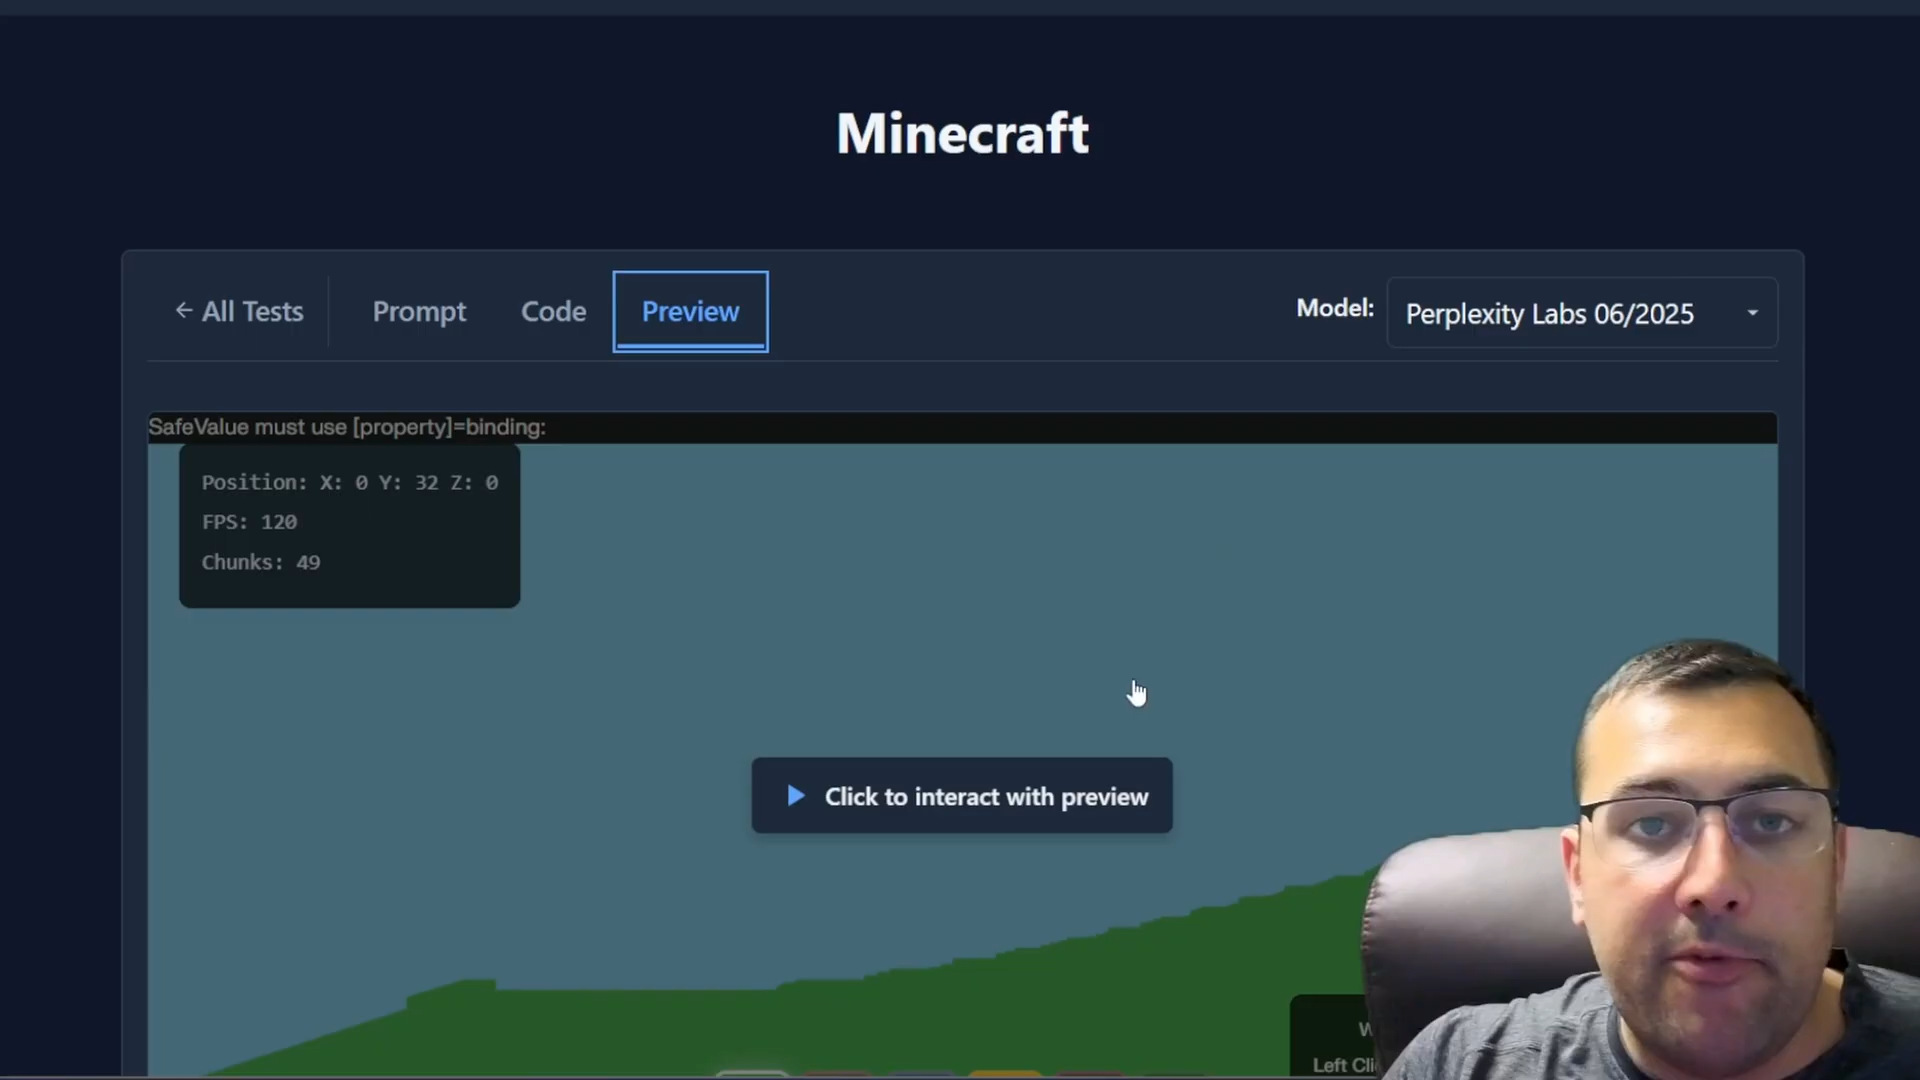 Minecraft
← All Tests
Prompt
Code
Preview
Model:
Perplexity Labs 06/2025
SafeValue must use [property]=binding:
Position: X: 0 Y: 32 Z: 0
FPS: 120
Chunks: 49
Click to interact with preview
Left